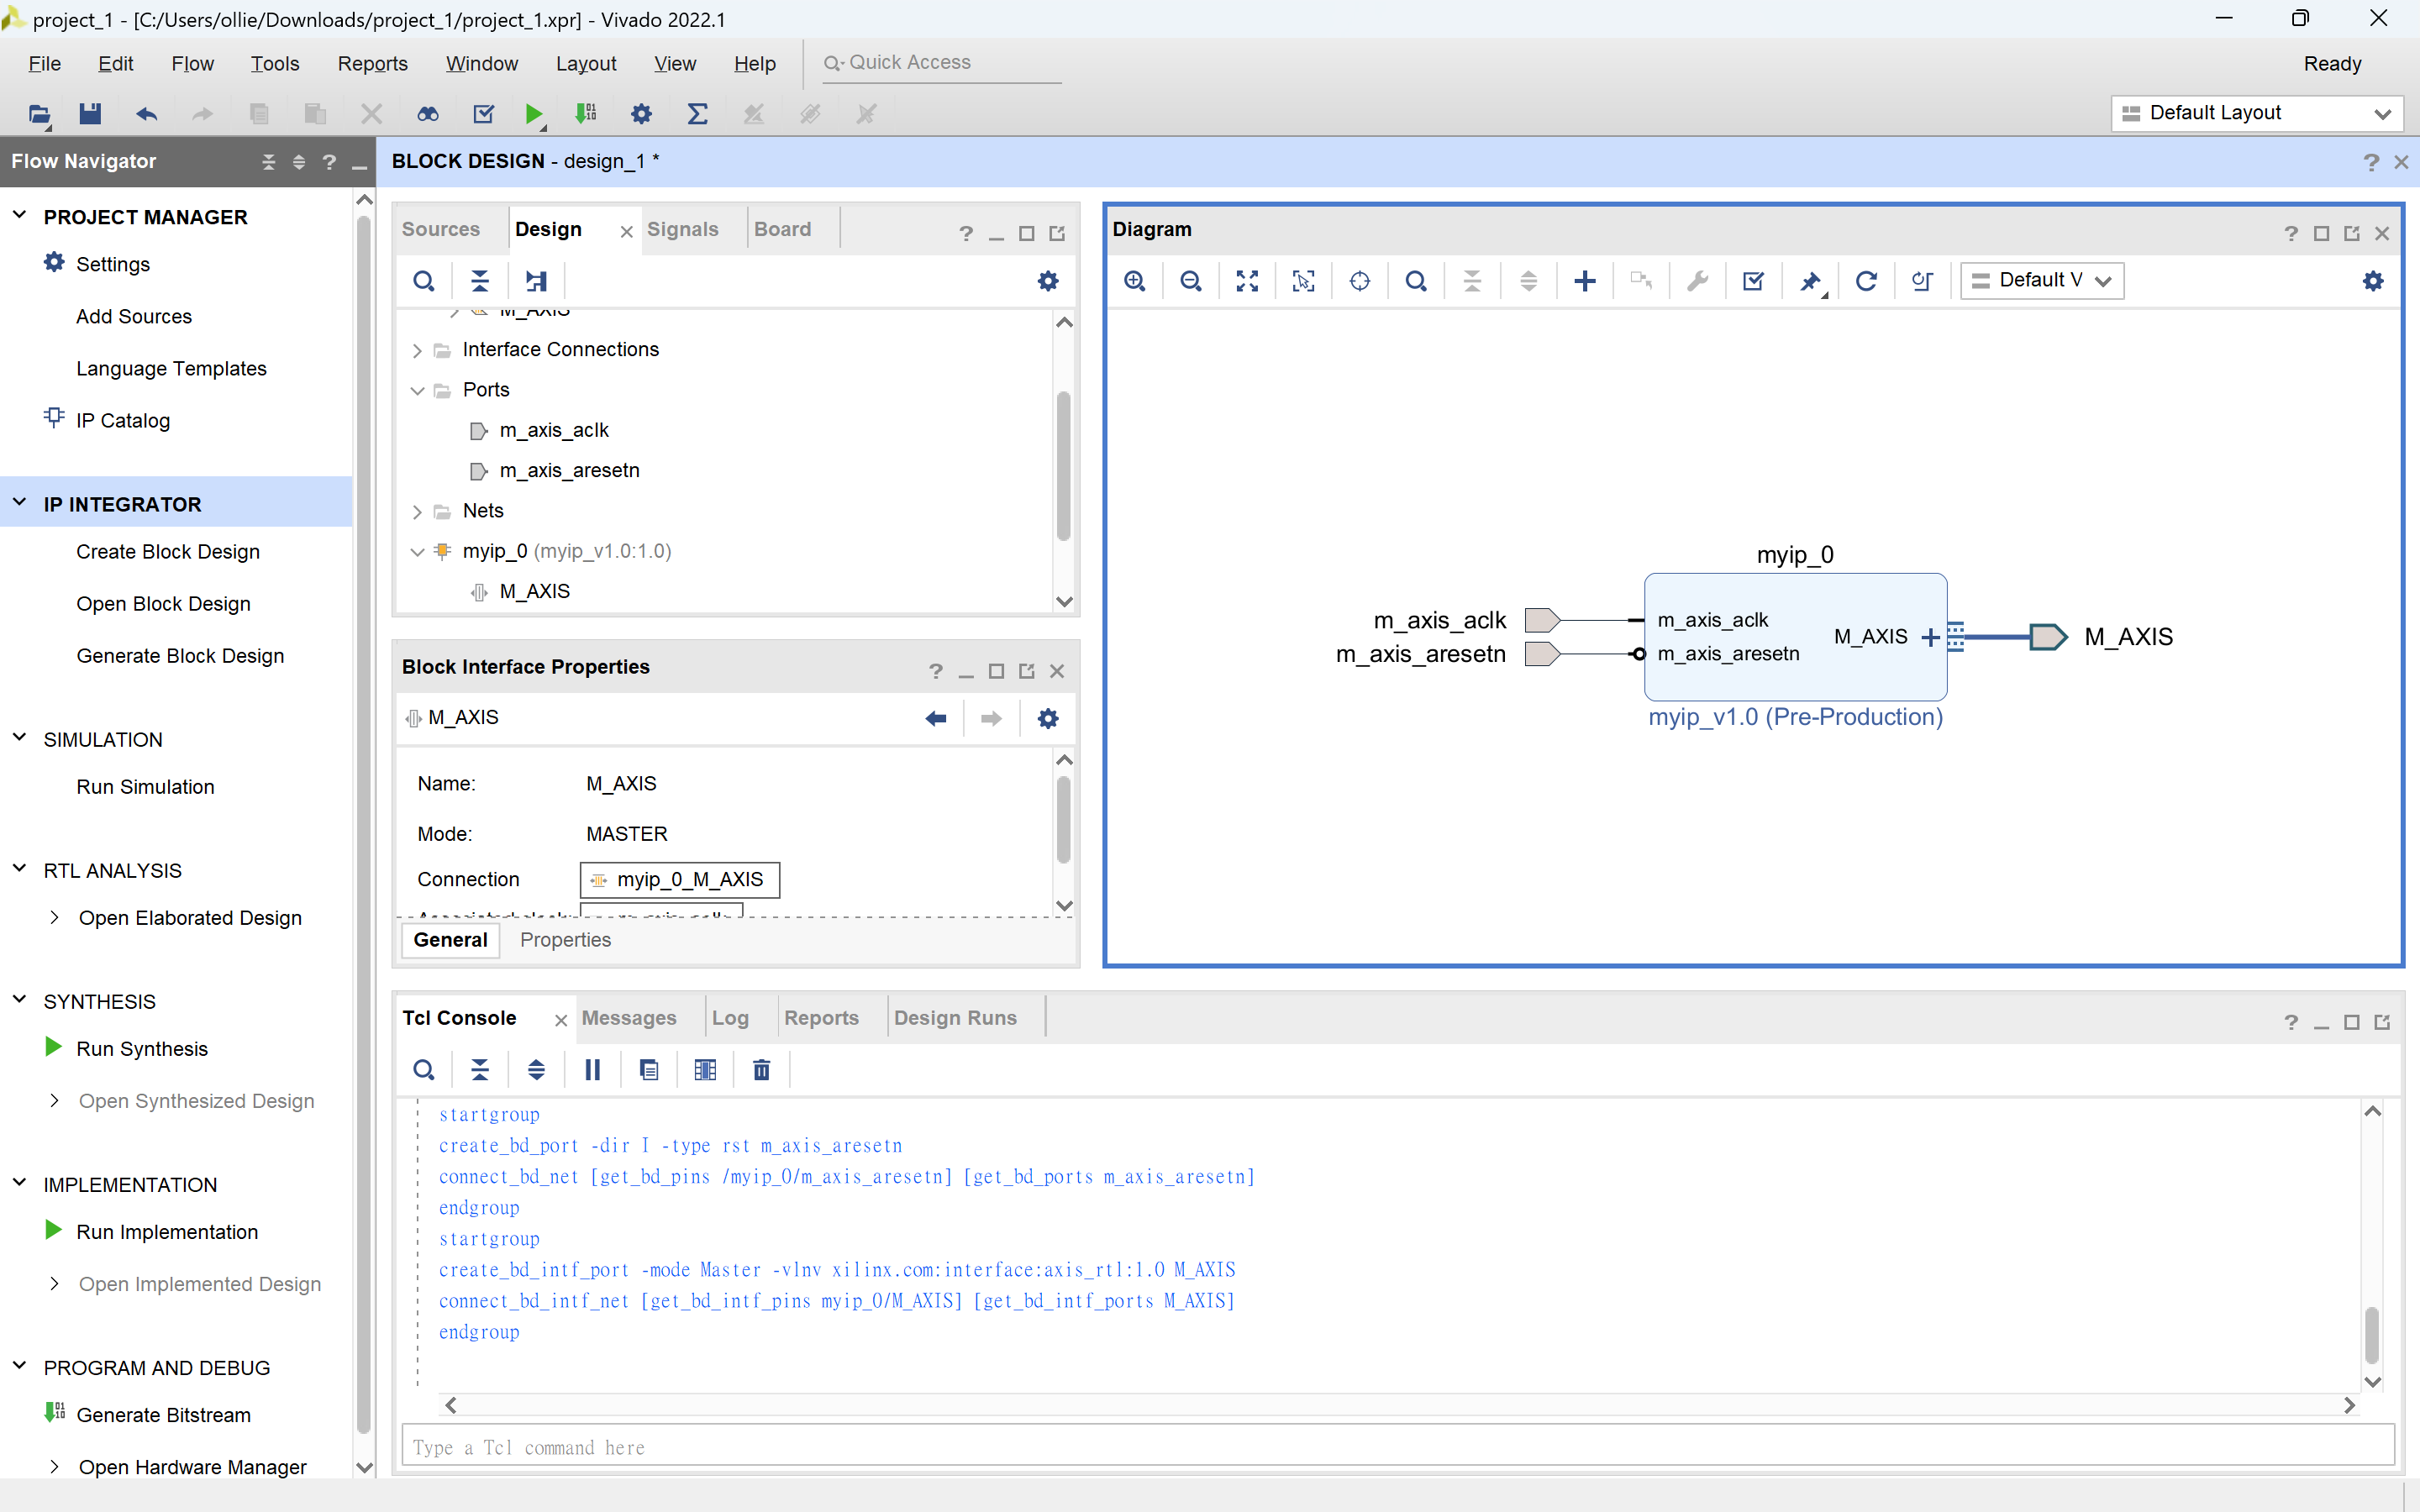 project_1 - [C:/Users/ollie/Downloads/project_1/project_1.xpr] - Vivado 2022.1
File Edit Flow Tools Reports Window Layout View Help Quick Access Ready
Default Layout
Flow Navigator
PROJECT MANAGER
Settings
Add Sources
Language Templates
IP Catalog
IP INTEGRATOR
Create Block Design
Open Block Design
Generate Block Design
SIMULATION
Run Simulation
RTL ANALYSIS
Open Elaborated Design
SYNTHESIS
Run Synthesis
Open Synthesized Design
IMPLEMENTATION
Run Implementation
Open Implemented Design
PROGRAM AND DEBUG
Generate Bitstream
Open Hardware Manager
BLOCK DESIGN - design_1 *
Sources Design Signals Board
M_AXIS
Interface Connections
Ports
m_axis_aclk
m_axis_aresetn
Nets
myip_0 (myip_v1.0:1.0)
M_AXIS
Block Interface Properties
M_AXIS
Name: M_AXIS
Mode: MASTER
Connection myip_0_M_AXIS
General Properties
Diagram
Default V
myip_0
m_axis_aclk
m_axis_aresetn
m_axis_aclk
m_axis_aresetn
M_AXIS
M_AXIS
myip_v1.0 (Pre-Production)
Tcl Console Messages Log Reports Design Runs
startgroup
create_bd_port -dir I -type rst m_axis_aresetn
connect_bd_net [get_bd_pins /myip_0/m_axis_aresetn] [get_bd_ports m_axis_aresetn]
endgroup
startgroup
create_bd_intf_port -mode Master -vlnv xilinx.com:interface:axis_rtl:1.0 M_AXIS
connect_bd_intf_net [get_bd_intf_pins myip_0/M_AXIS] [get_bd_intf_ports M_AXIS]
endgroup
Type a Tcl command here